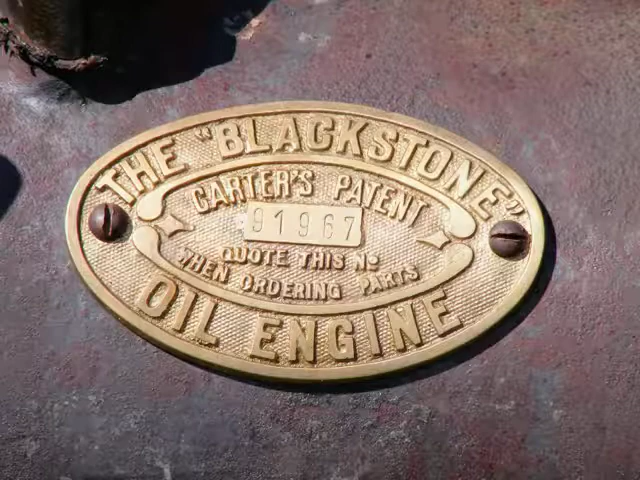 THE "BLACKSTONE"
CARTER'S PATENT
91967
QUOTE THIS No
WHEN ORDERING PARTS
OIL ENGINE